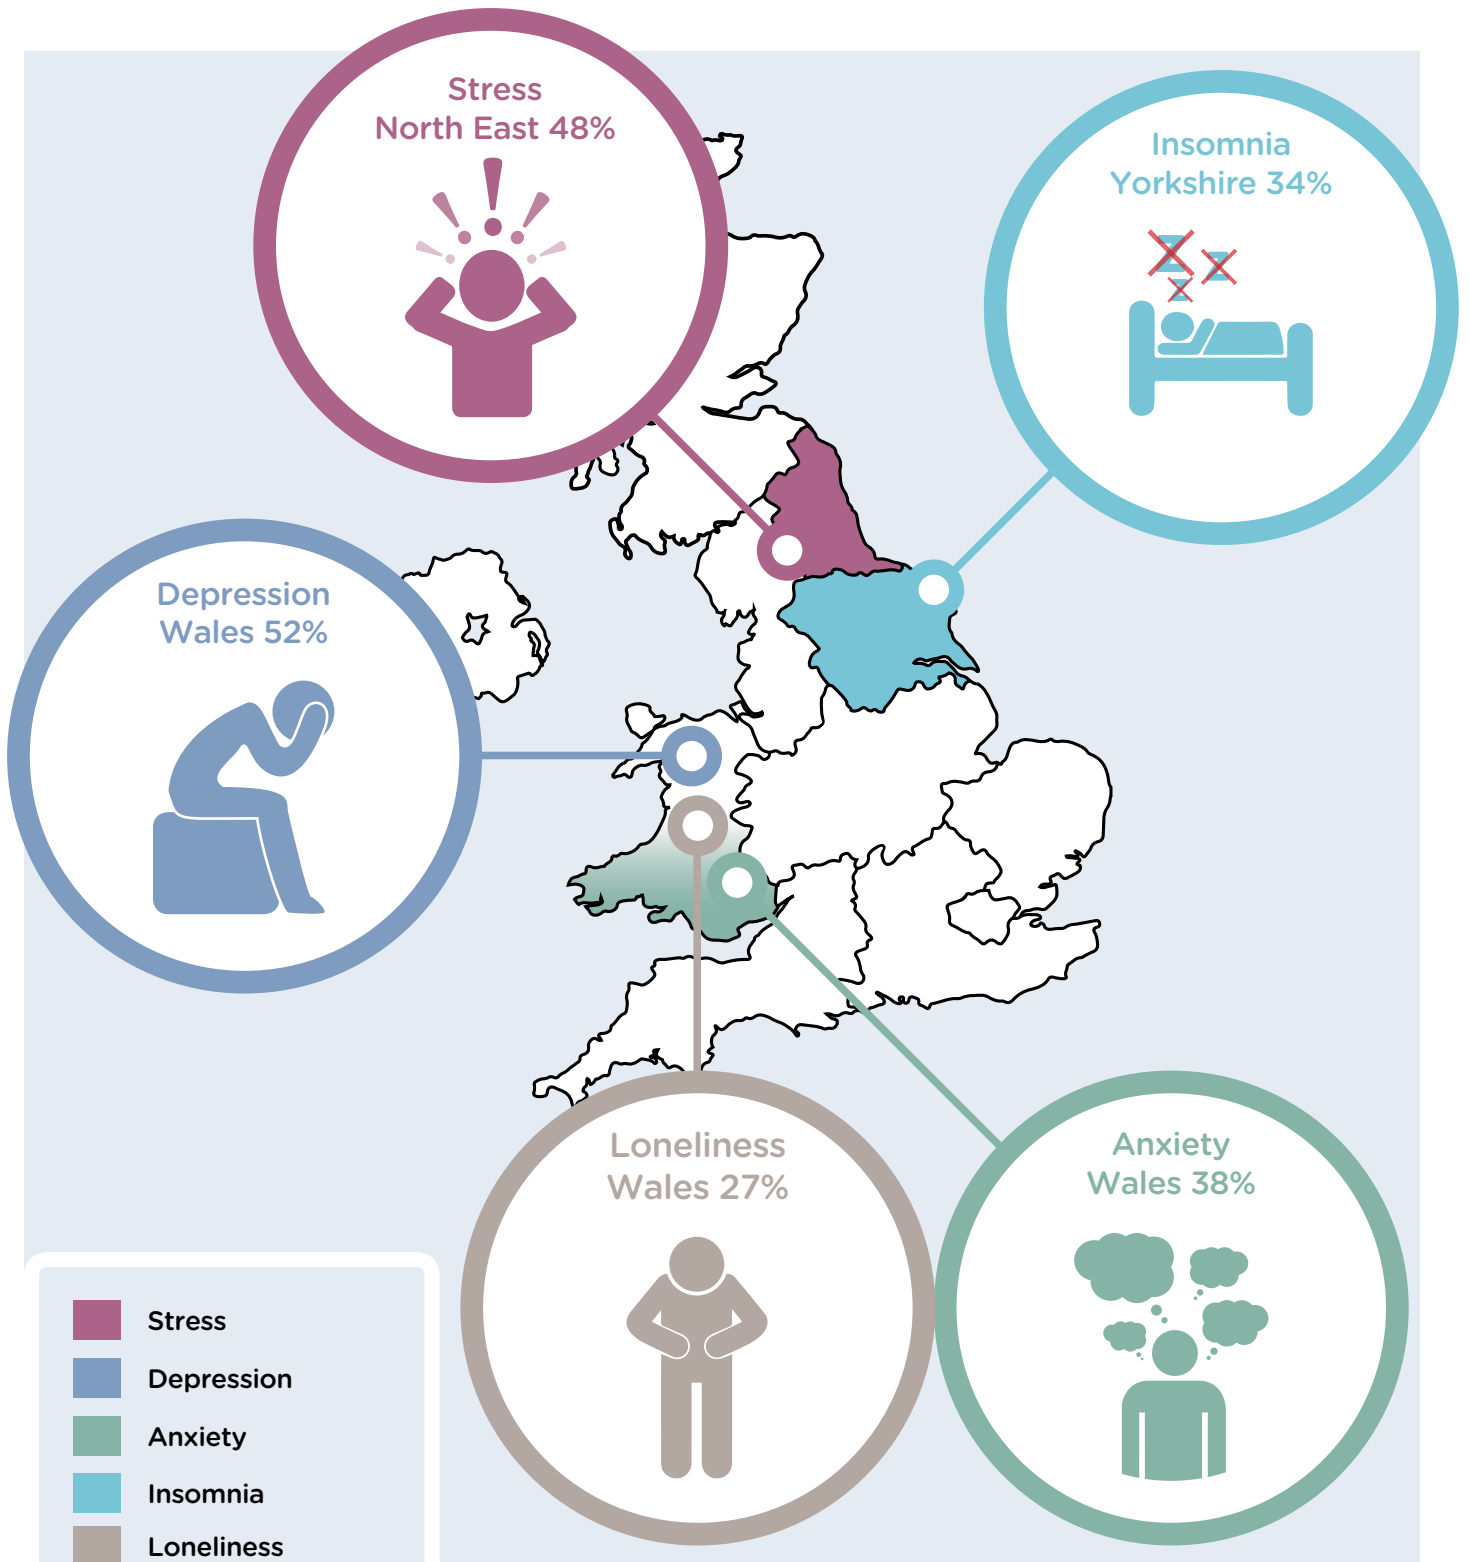 Stress
North East 48%
Insomnia
Yorkshire 34%
Depression
Wales 52%
Loneliness
Wales 27%
Anxiety
Wales 38%
Stress
Depression
Anxiety
Insomnia
Loneliness